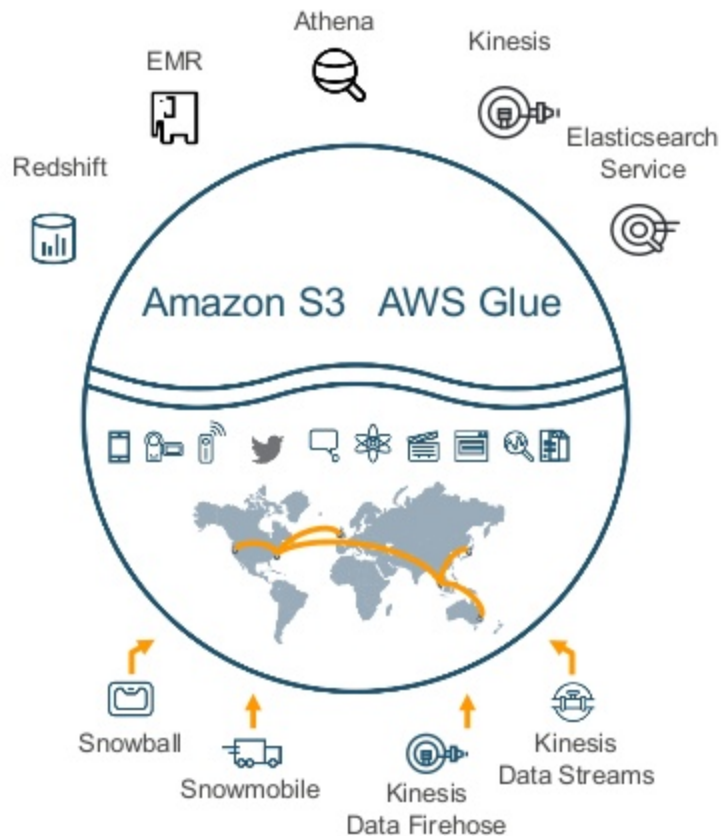 Athena
Kinesis
EMR
Elasticsearch
Service
Redshift
Amazon S3 AWS Glue
Snowball
Snowmobile
Kinesis
Data Firehose
Kinesis
Data Streams